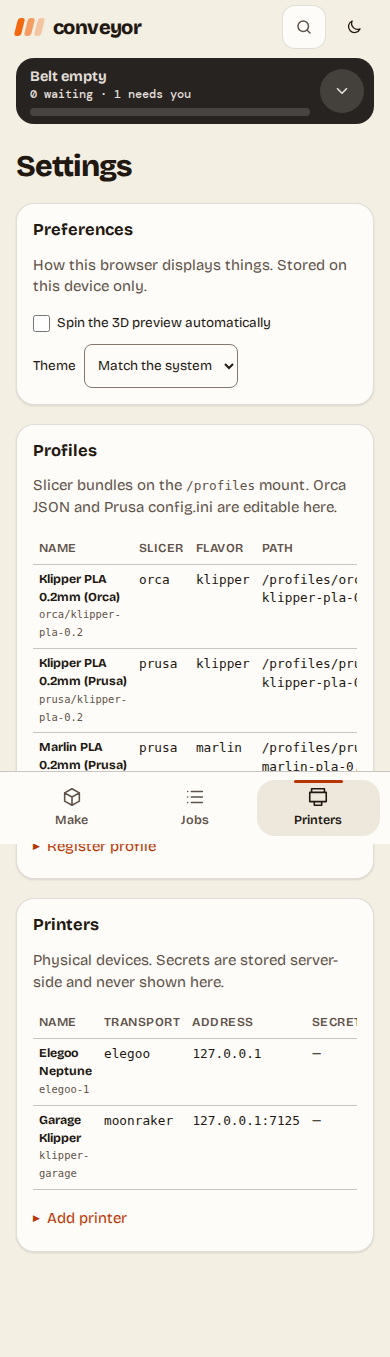 conveyor
Belt empty
0 waiting · 1 needs you
Settings
Preferences
How this browser displays things. Stored on
this device only.
Spin the 3D preview automatically
Theme Match the system
Profiles
Slicer bundles on the /profiles mount. Orca
JSON and Prusa config.ini are editable here.
NAME SLICER FLAVOR PATH
Klipper PLA orca klipper /profiles/orc
0.2mm (Orca) klipper-pla-0
orca/klipper-
pla-0.2
Klipper PLA prusa klipper /profiles/pru
0.2mm (Prusa) klipper-pla-0
prusa/klipper-
pla-0.2
Marlin PLA prusa marlin /profiles/pru
0.2mm (Prusa) marlin-pla-0.
Make Jobs Printers
▸ Register profile
Printers
Physical devices. Secrets are stored server-
side and never shown here.
NAME TRANSPORT ADDRESS SECRET
Elegoo elegoo 127.0.0.1 —
Neptune
elegoo-1
Garage moonraker 127.0.0.1:7125 —
Klipper
klipper-
garage
▸ Add printer